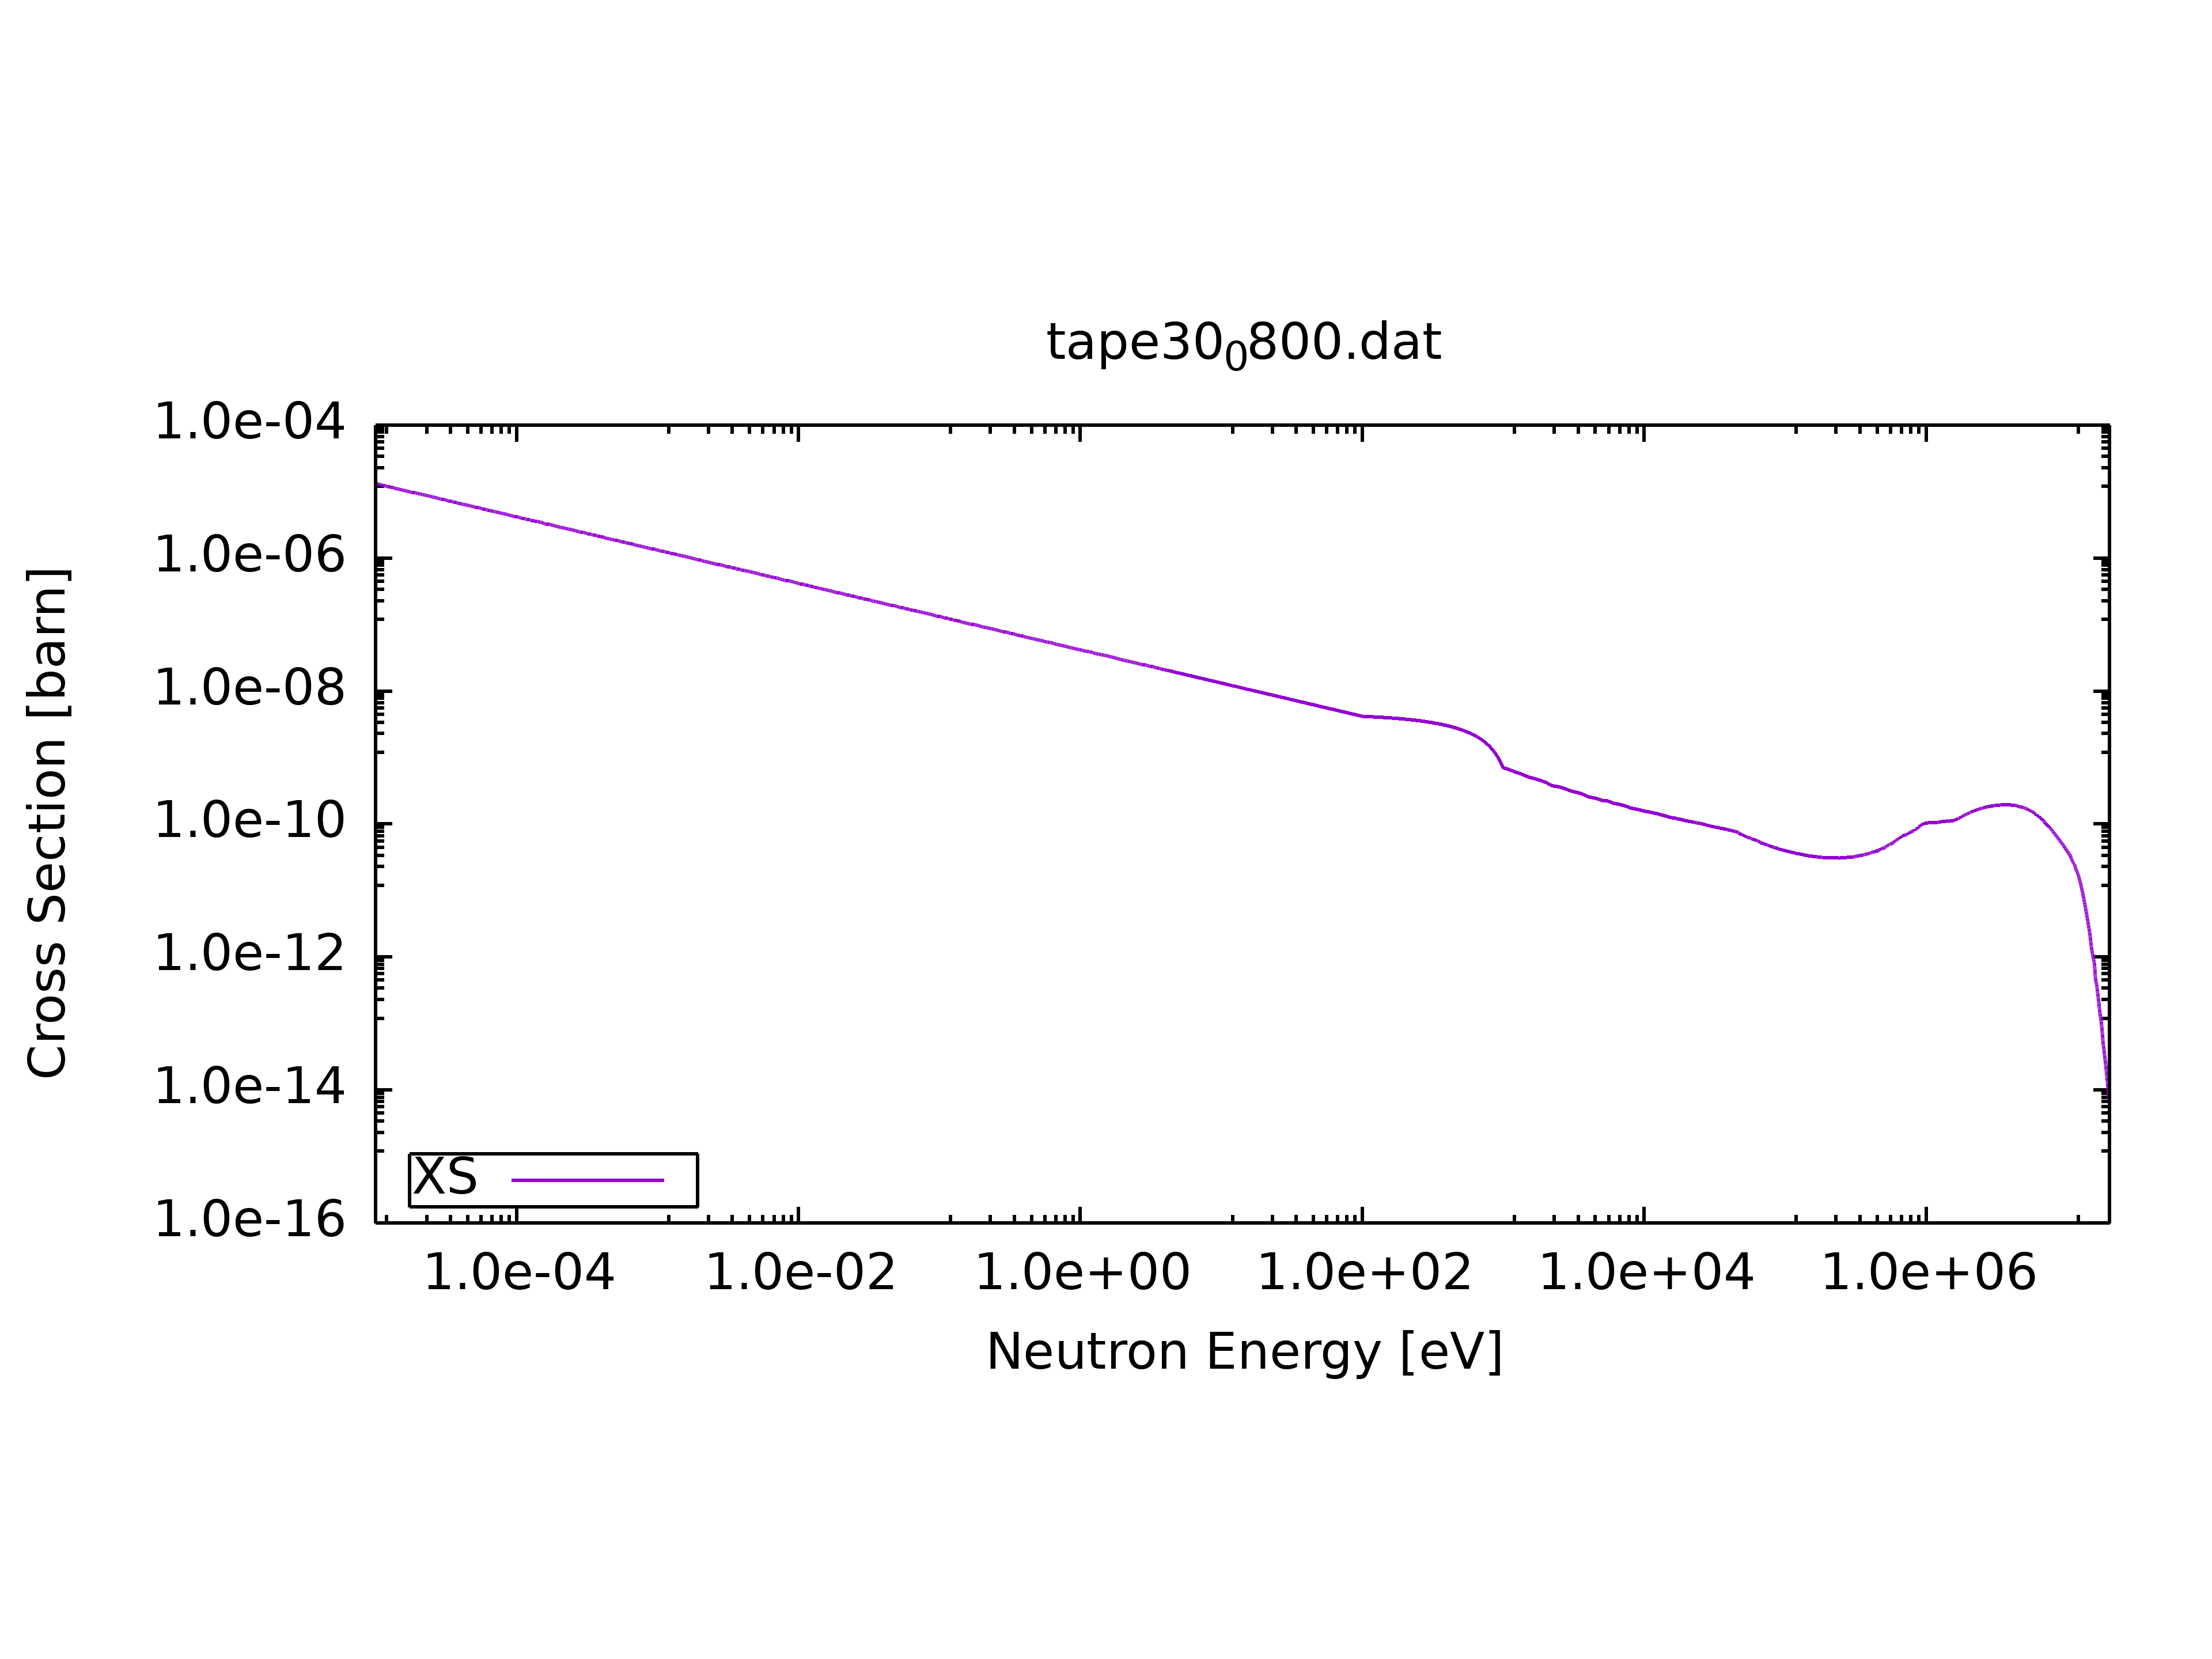 tape30₀800.dat
1.0e-04
1.0e-06
1.0e-08
1.0e-10
1.0e-12
1.0e-14
1.0e-16
Cross Section [barn]
XS
1.0e-04 1.0e-02 1.0e+00 1.0e+02 1.0e+04 1.0e+06
Neutron Energy [eV]